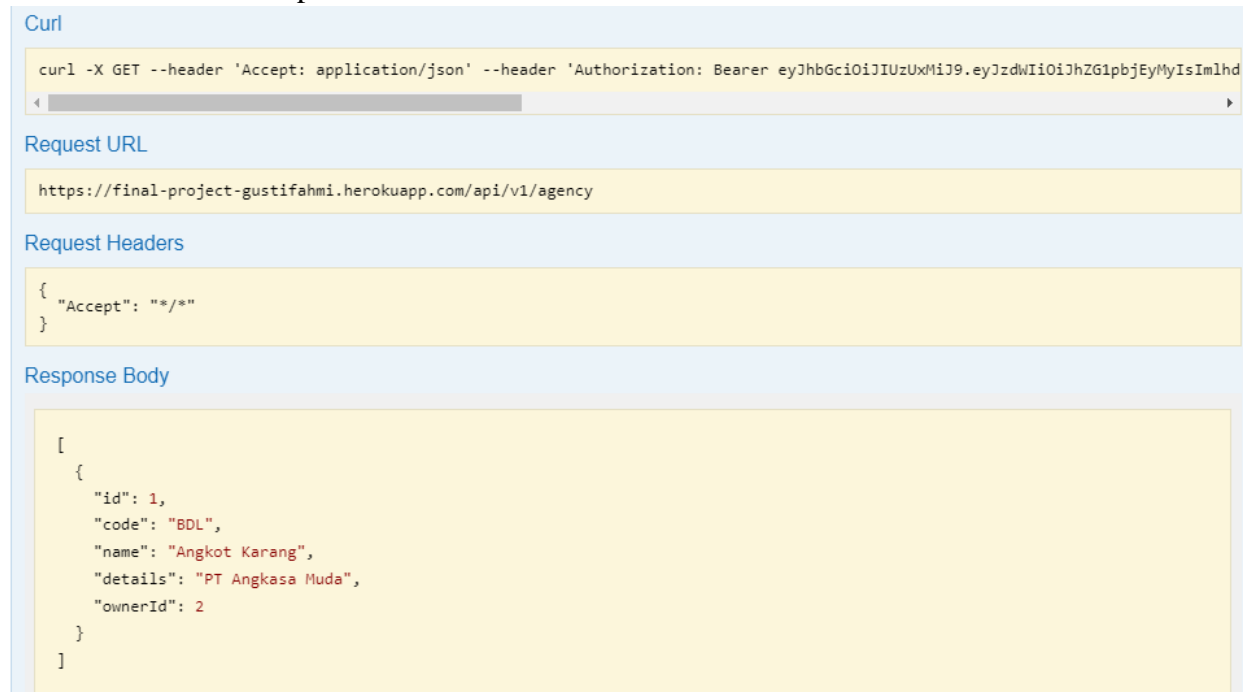 Curl
curl -X GET --header 'Accept: application/json' --header 'Authorization: Bearer eyJhbGciOiJIUzUxMiJ9.eyJzdWIiOiJhZG1pbjEyMyIsImlhd
Request URL
https://final-project-gustifahmi.herokuapp.com/api/v1/agency
Request Headers
{
"Accept": "*/*"
}
Response Body
[
{
"id": 1,
"code": "BDL",
"name": "Angkot Karang",
"details": "PT Angkasa Muda",
"ownerId": 2
}
]